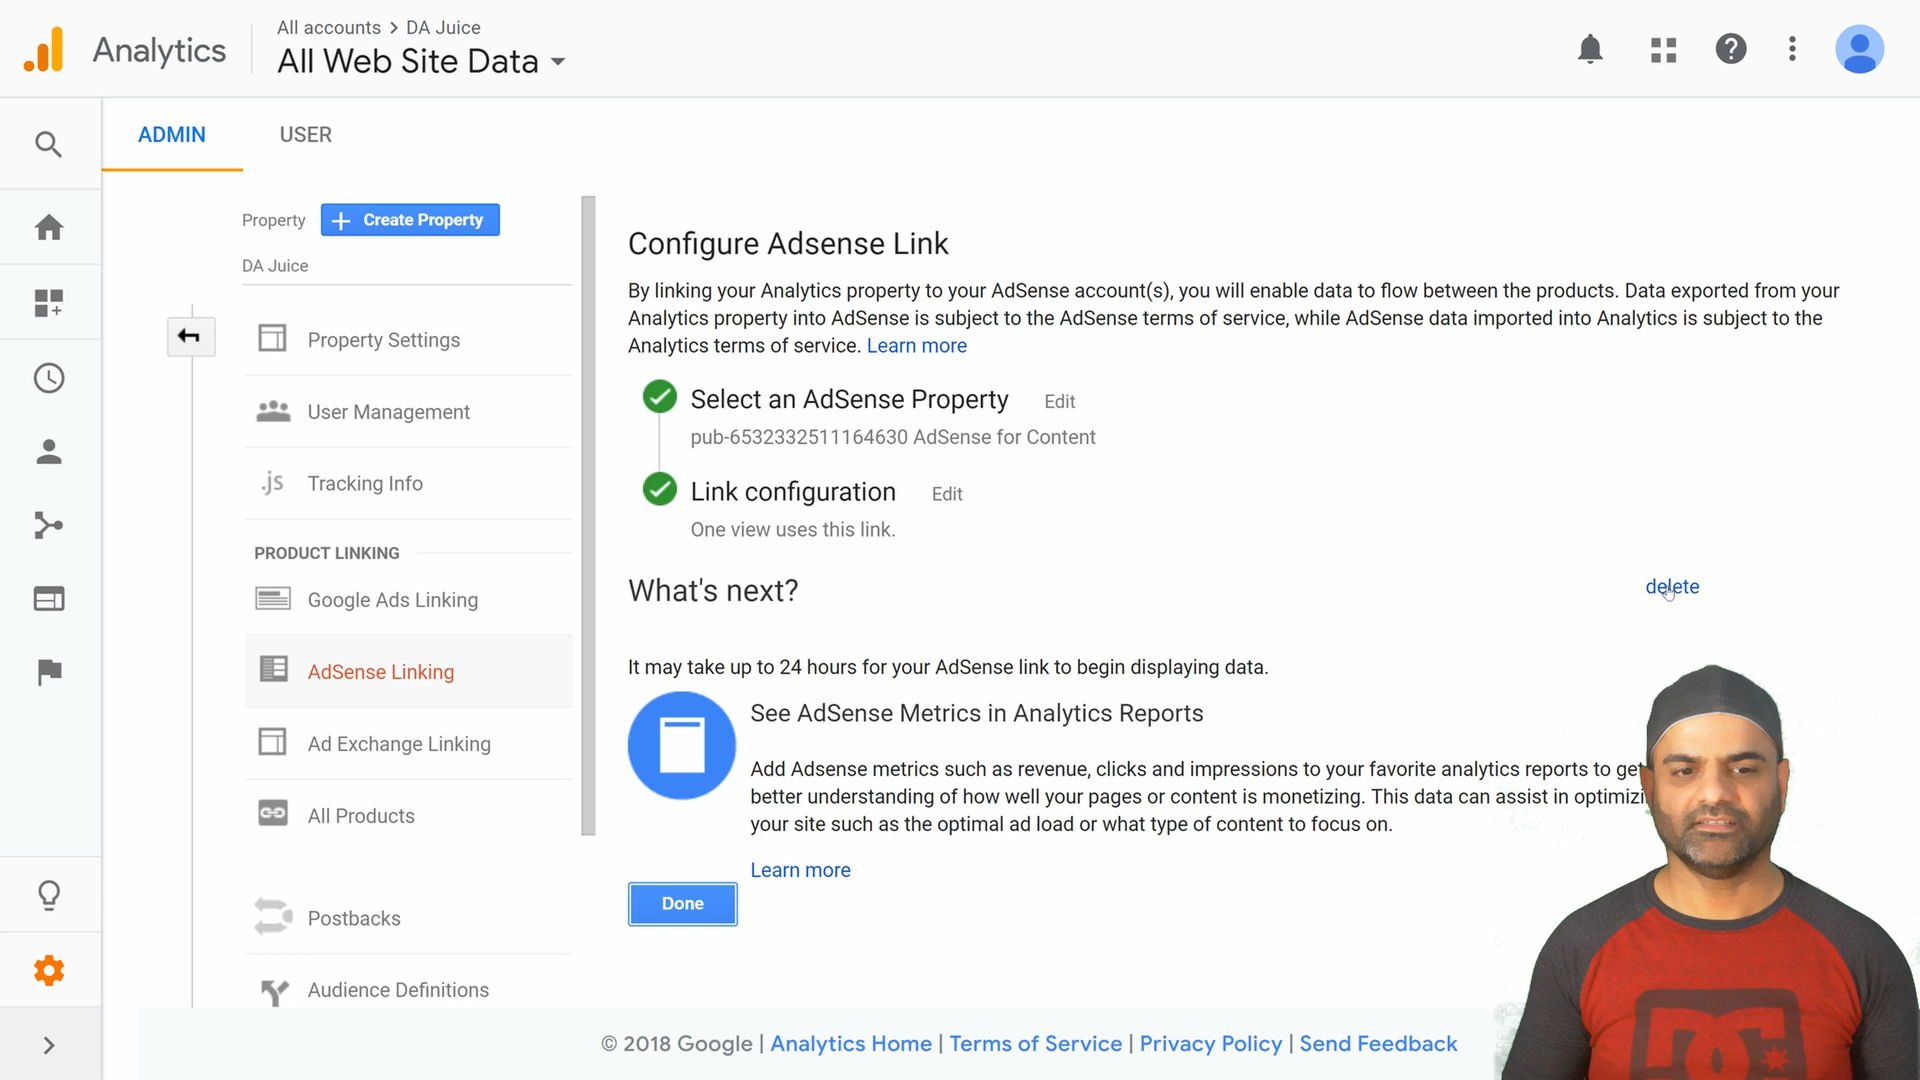 Analytics
All accounts > DA Juice
All Web Site Data
ADMIN
USER
Property
+ Create Property
DA Juice
Property Settings
User Management
.js Tracking Info
PRODUCT LINKING
Google Ads Linking
AdSense Linking
Ad Exchange Linking
All Products
Postbacks
Audience Definitions
Configure Adsense Link
By linking your Analytics property to your AdSense account(s), you will enable data to flow between the products. Data exported from your
Analytics property into AdSense is subject to the AdSense terms of service, while AdSense data imported into Analytics is subject to the
Analytics terms of service. Learn more
Select an AdSense Property Edit
pub-6532332511164630 AdSense for Content
Link configuration Edit
One view uses this link.
What's next?
delete
It may take up to 24 hours for your AdSense link to begin displaying data.
See AdSense Metrics in Analytics Reports
Add Adsense metrics such as revenue, clicks and impressions to your favorite analytics reports to get
better understanding of how well your pages or content is monetizing. This data can assist in optimizi
your site such as the optimal ad load or what type of content to focus on.
Learn more
Done
© 2018 Google | Analytics Home | Terms of Service | Privacy Policy | Send Feedback